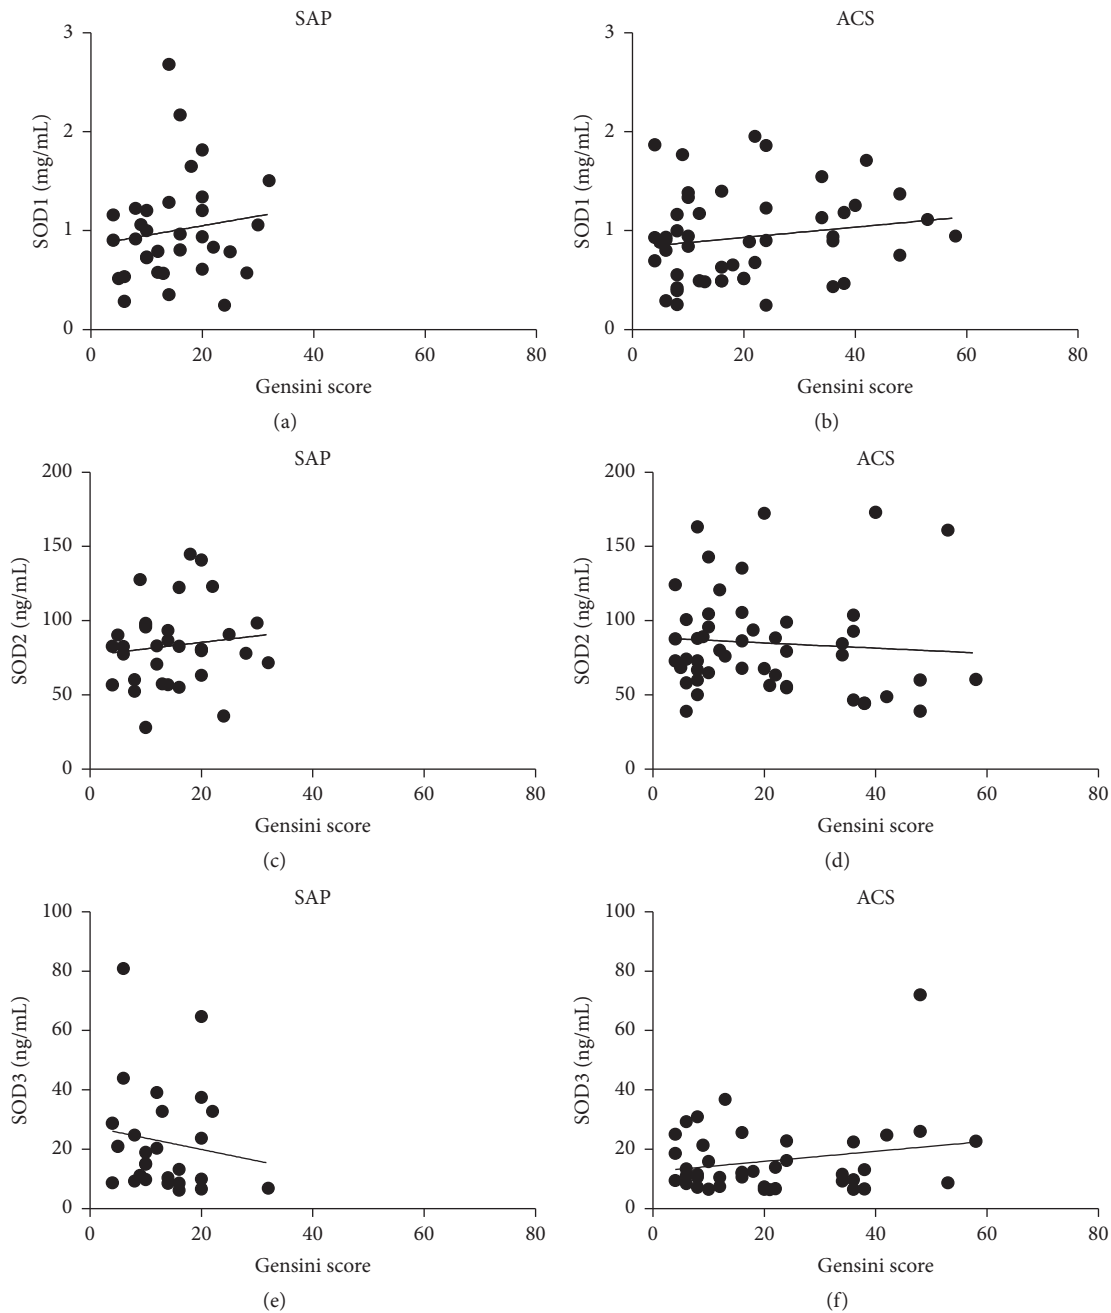 SAP
3
2
1
0
SOD1 (mg/mL)
0 20 40 60 80
Gensini score
(a)
ACS
3
2
1
0
SOD1 (mg/mL)
0 20 40 60 80
Gensini score
(b)
SAP
200
150
100
50
0
SOD2 (ng/mL)
0 20 40 60 80
Gensini score
(c)
ACS
200
150
100
50
0
SOD2 (ng/mL)
0 20 40 60 80
Gensini score
(d)
SAP
100
80
60
40
20
0
SOD3 (ng/mL)
0 20 40 60 80
Gensini score
(e)
ACS
100
80
60
40
20
0
SOD3 (ng/mL)
0 20 40 60 80
Gensini score
(f)